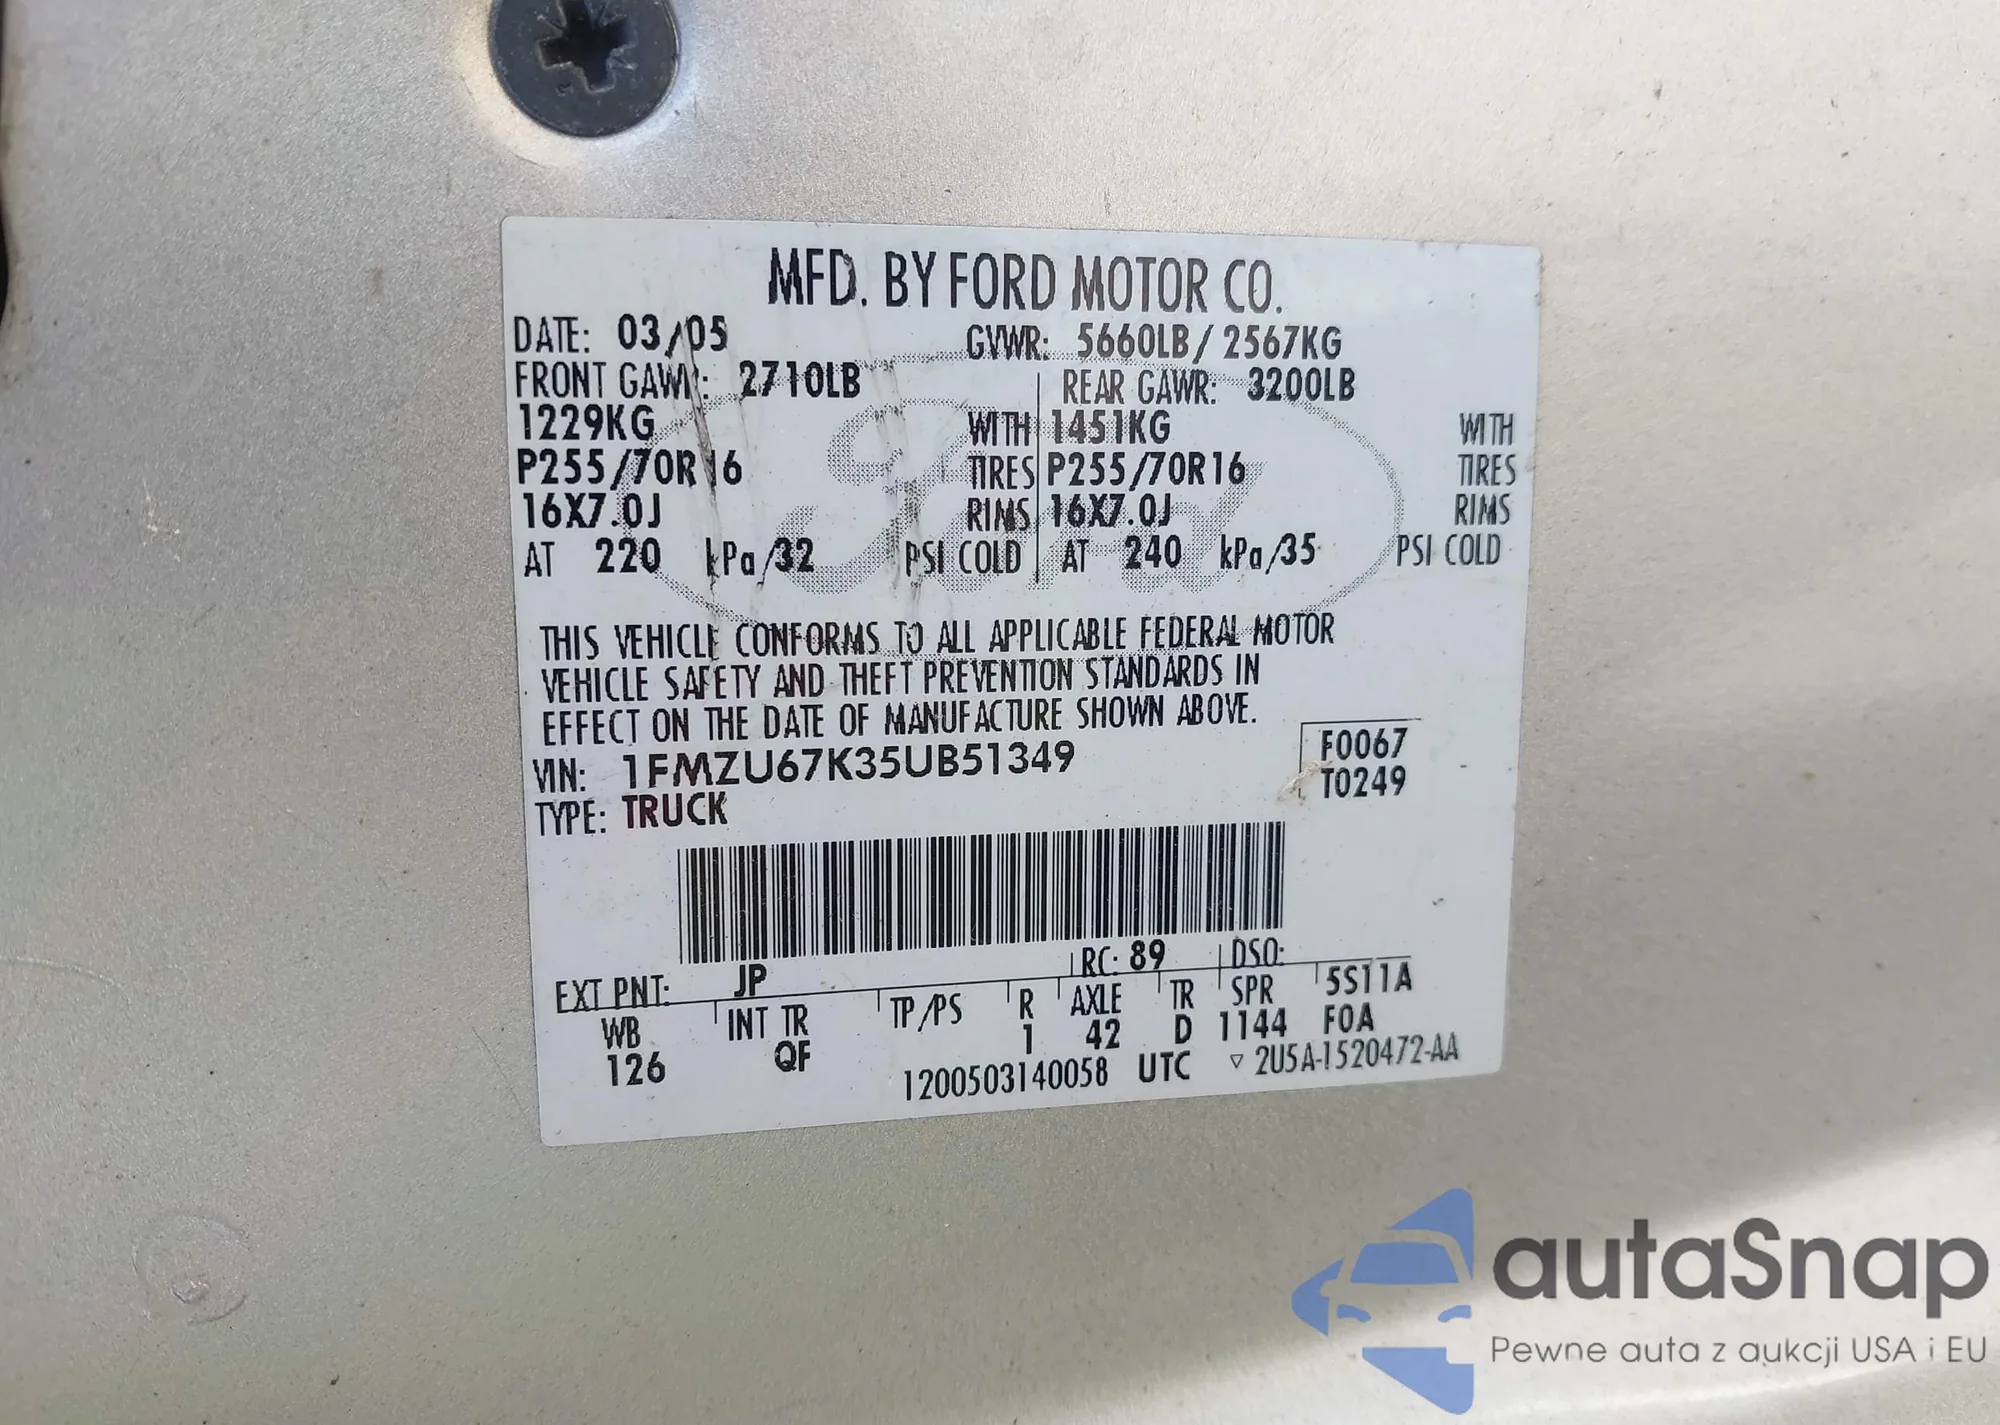 MFD. BY FORD MOTOR CO.
DATE: 03/05 GVWR: 5660LB/2567KG
FRONT GAWR: 2710LB REAR GAWR: 3200LB
1229KG WITH 1451KG WITH
P255/70R16 TIRES P255/70R16 TIRES
16X7.0J RIMS 16X7.0J RIMS
AT 220 kPa/32 PSI COLD AT 240 kPa/35 PSI COLD
THIS VEHICLE CONFORMS TO ALL APPLICABLE FEDERAL MOTOR
VEHICLE SAFETY AND THEFT PREVENTION STANDARDS IN
EFFECT ON THE DATE OF MANUFACTURE SHOWN ABOVE.
VIN: 1FMZU67K35UB51349 F0067
TYPE: TRUCK T0249
EXT PNT: JP RC: 89 DSO:
WB INT TR TP/PS R AXLE TR SPR 5S11A
126 QF 1 42 D 1144 F0A
1200503140058 UTC ▽ 2U5A-1520472-AA
Ford
autaSnap
Pewne auta z aukcji USA i EU